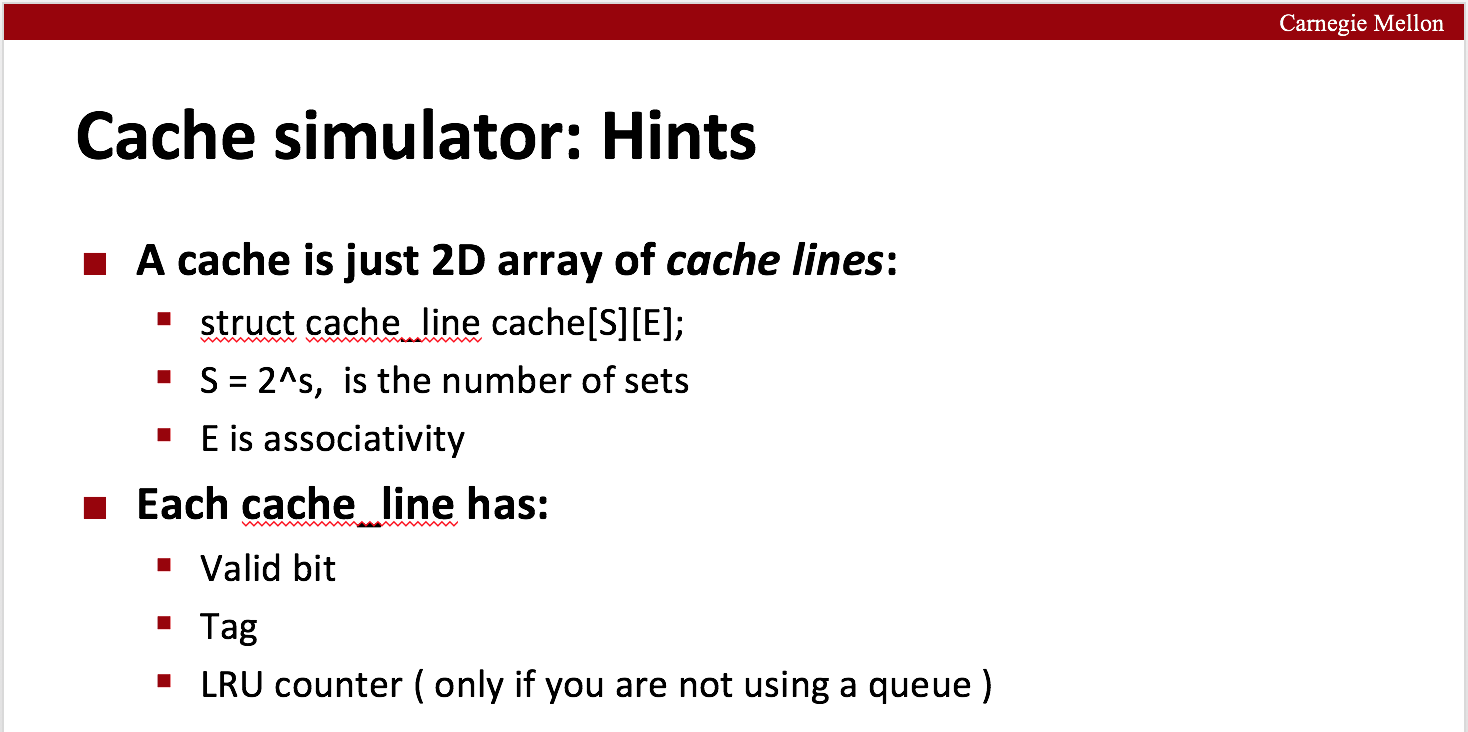 Carnegie Mellon
Cache simulator: Hints
A cache is just 2D array of cache lines:
struct cache_line cache[S][E];
S = 2^s, is the number of sets
E is associativity
Each cache_line has:
Valid bit
Tag
LRU counter ( only if you are not using a queue )